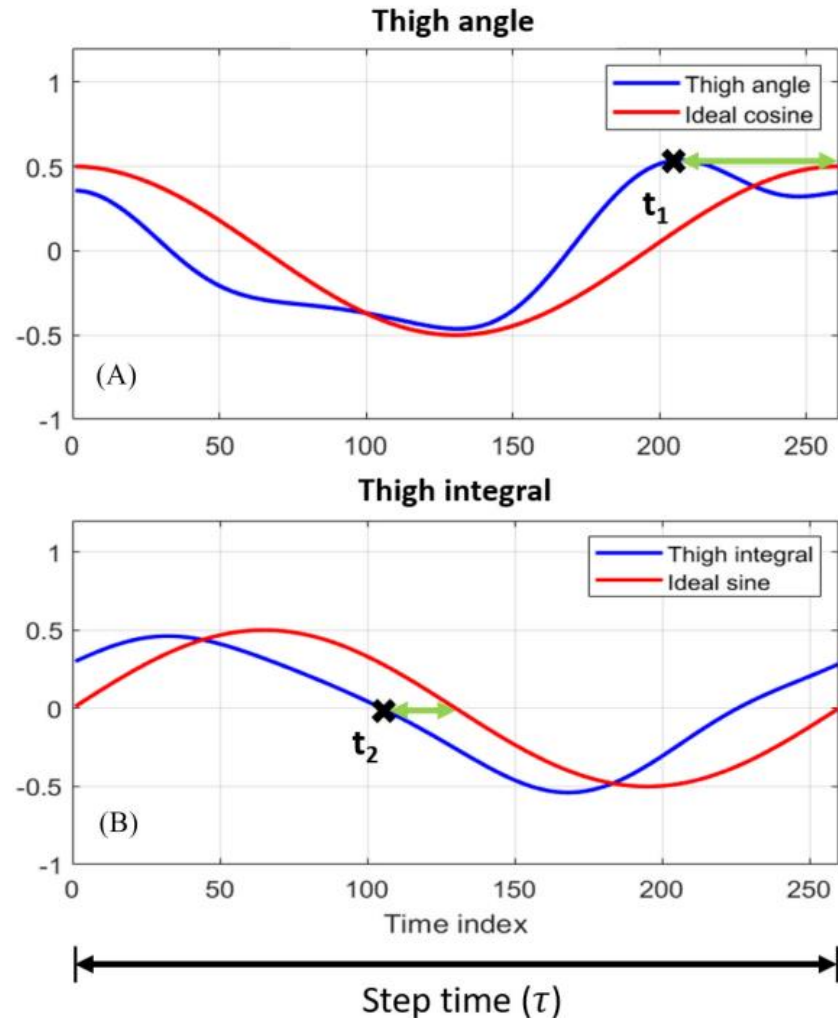 Thigh angle
1
0.5
0
-0.5
-1
Thigh angle
Ideal cosine
t₁
(A)
0 50 100 150 200 250
Thigh integral
1
0.5
0
-0.5
-1
Thigh integral
Ideal sine
t₂
(B)
0 50 100 150 200 250
Time index
Step time (τ)